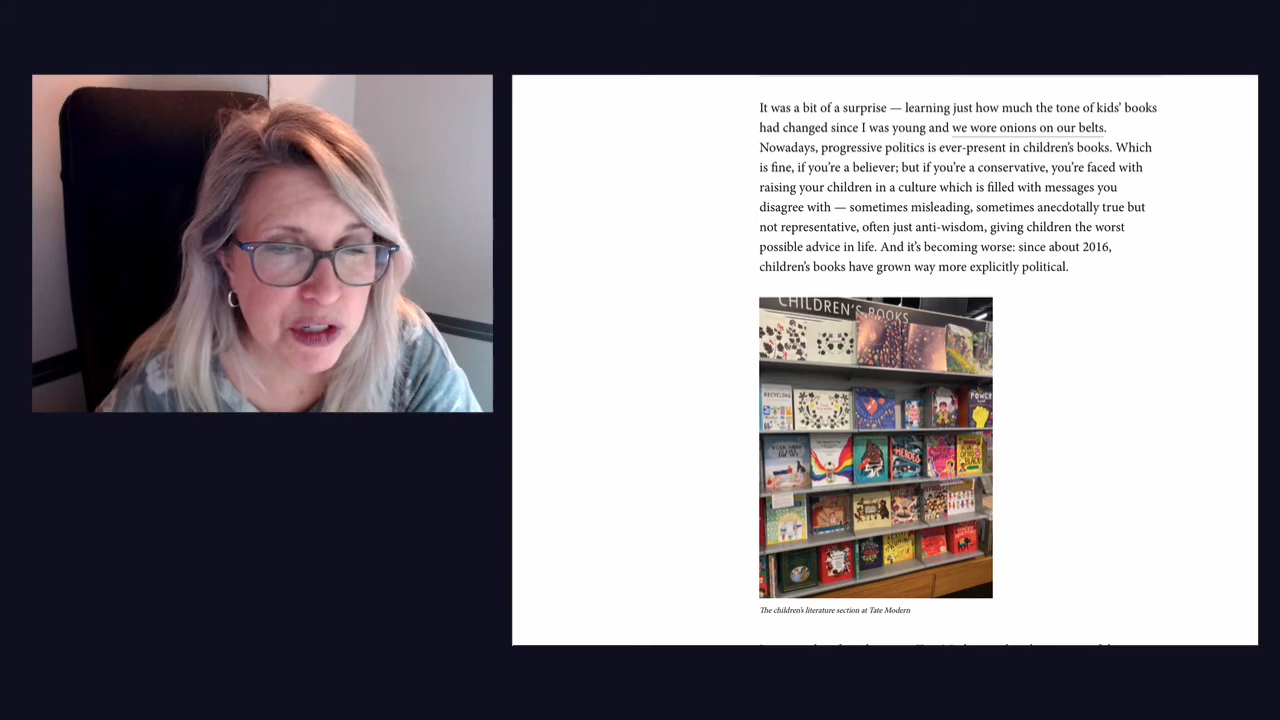 It was a bit of a surprise — learning just how much the tone of kids’ books
had changed since I was young and we wore onions on our belts.
Nowadays, progressive politics is ever-present in children’s books. Which
is fine, if you’re a believer; but if you’re a conservative, you’re faced with
raising your children in a culture which is filled with messages you
disagree with — sometimes misleading, sometimes anecdotally true but
not representative, often just anti-wisdom, giving children the worst
possible advice in life. And it’s becoming worse: since about 2016,
children’s books have grown way more explicitly political.
CHILDREN'S BOOKS
RECYCLING
POWER
HEROES
The children’s literature section at Tate Modern